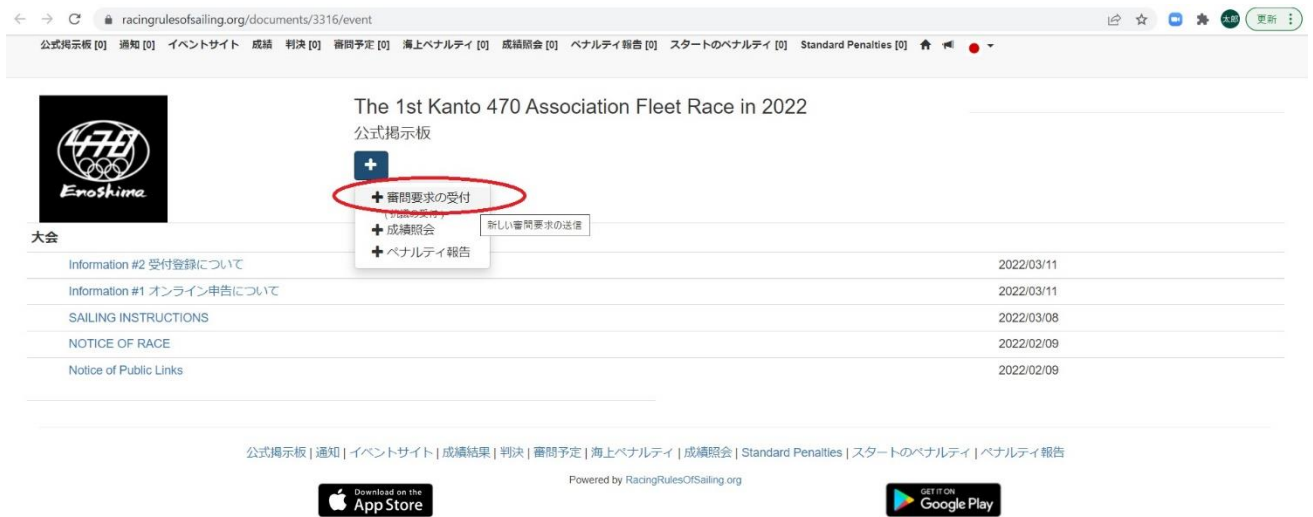 racingrulesofsailing.org/documents/3316/event
太郎
更新
公式掲示板 [0] 通知 [0] イベントサイト 成績 判決 [0] 審問予定 [0] 海上ペナルティ [0] 成績照会 [0] ペナルティ報告 [0] スタートのペナルティ [0] Standard Penalties [0]
470
Enoshima
The 1st Kanto 470 Association Fleet Race in 2022
公式掲示板
+
+ 審問要求の受付
(抗議の受付)
新しい審問要求の送信
+ 成績照会
+ ペナルティ報告
大会
Information #2 受付登録について 2022/03/11
Information #1 オンライン申告について 2022/03/11
SAILING INSTRUCTIONS 2022/03/08
NOTICE OF RACE 2022/02/09
Notice of Public Links 2022/02/09
公式掲示板 | 通知 | イベントサイト | 成績結果 | 判決 | 審問予定 | 海上ペナルティ | 成績照会 | Standard Penalties | スタートのペナルティ | ペナルティ報告
Powered by RacingRulesOfSailing.org
Download on the
App Store
GET IT ON
Google Play